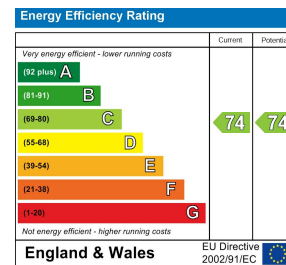 Energy Efficiency Rating
Current Potentia
Very energy efficient - lower running costs
(92 plus) A
(81-91) B
(69-80) C 74 74
(55-68) D
(39-54) E
(21-38) F
(1-20) G
Not energy efficient - higher running costs
England & Wales
EU Directive
2002/91/EC